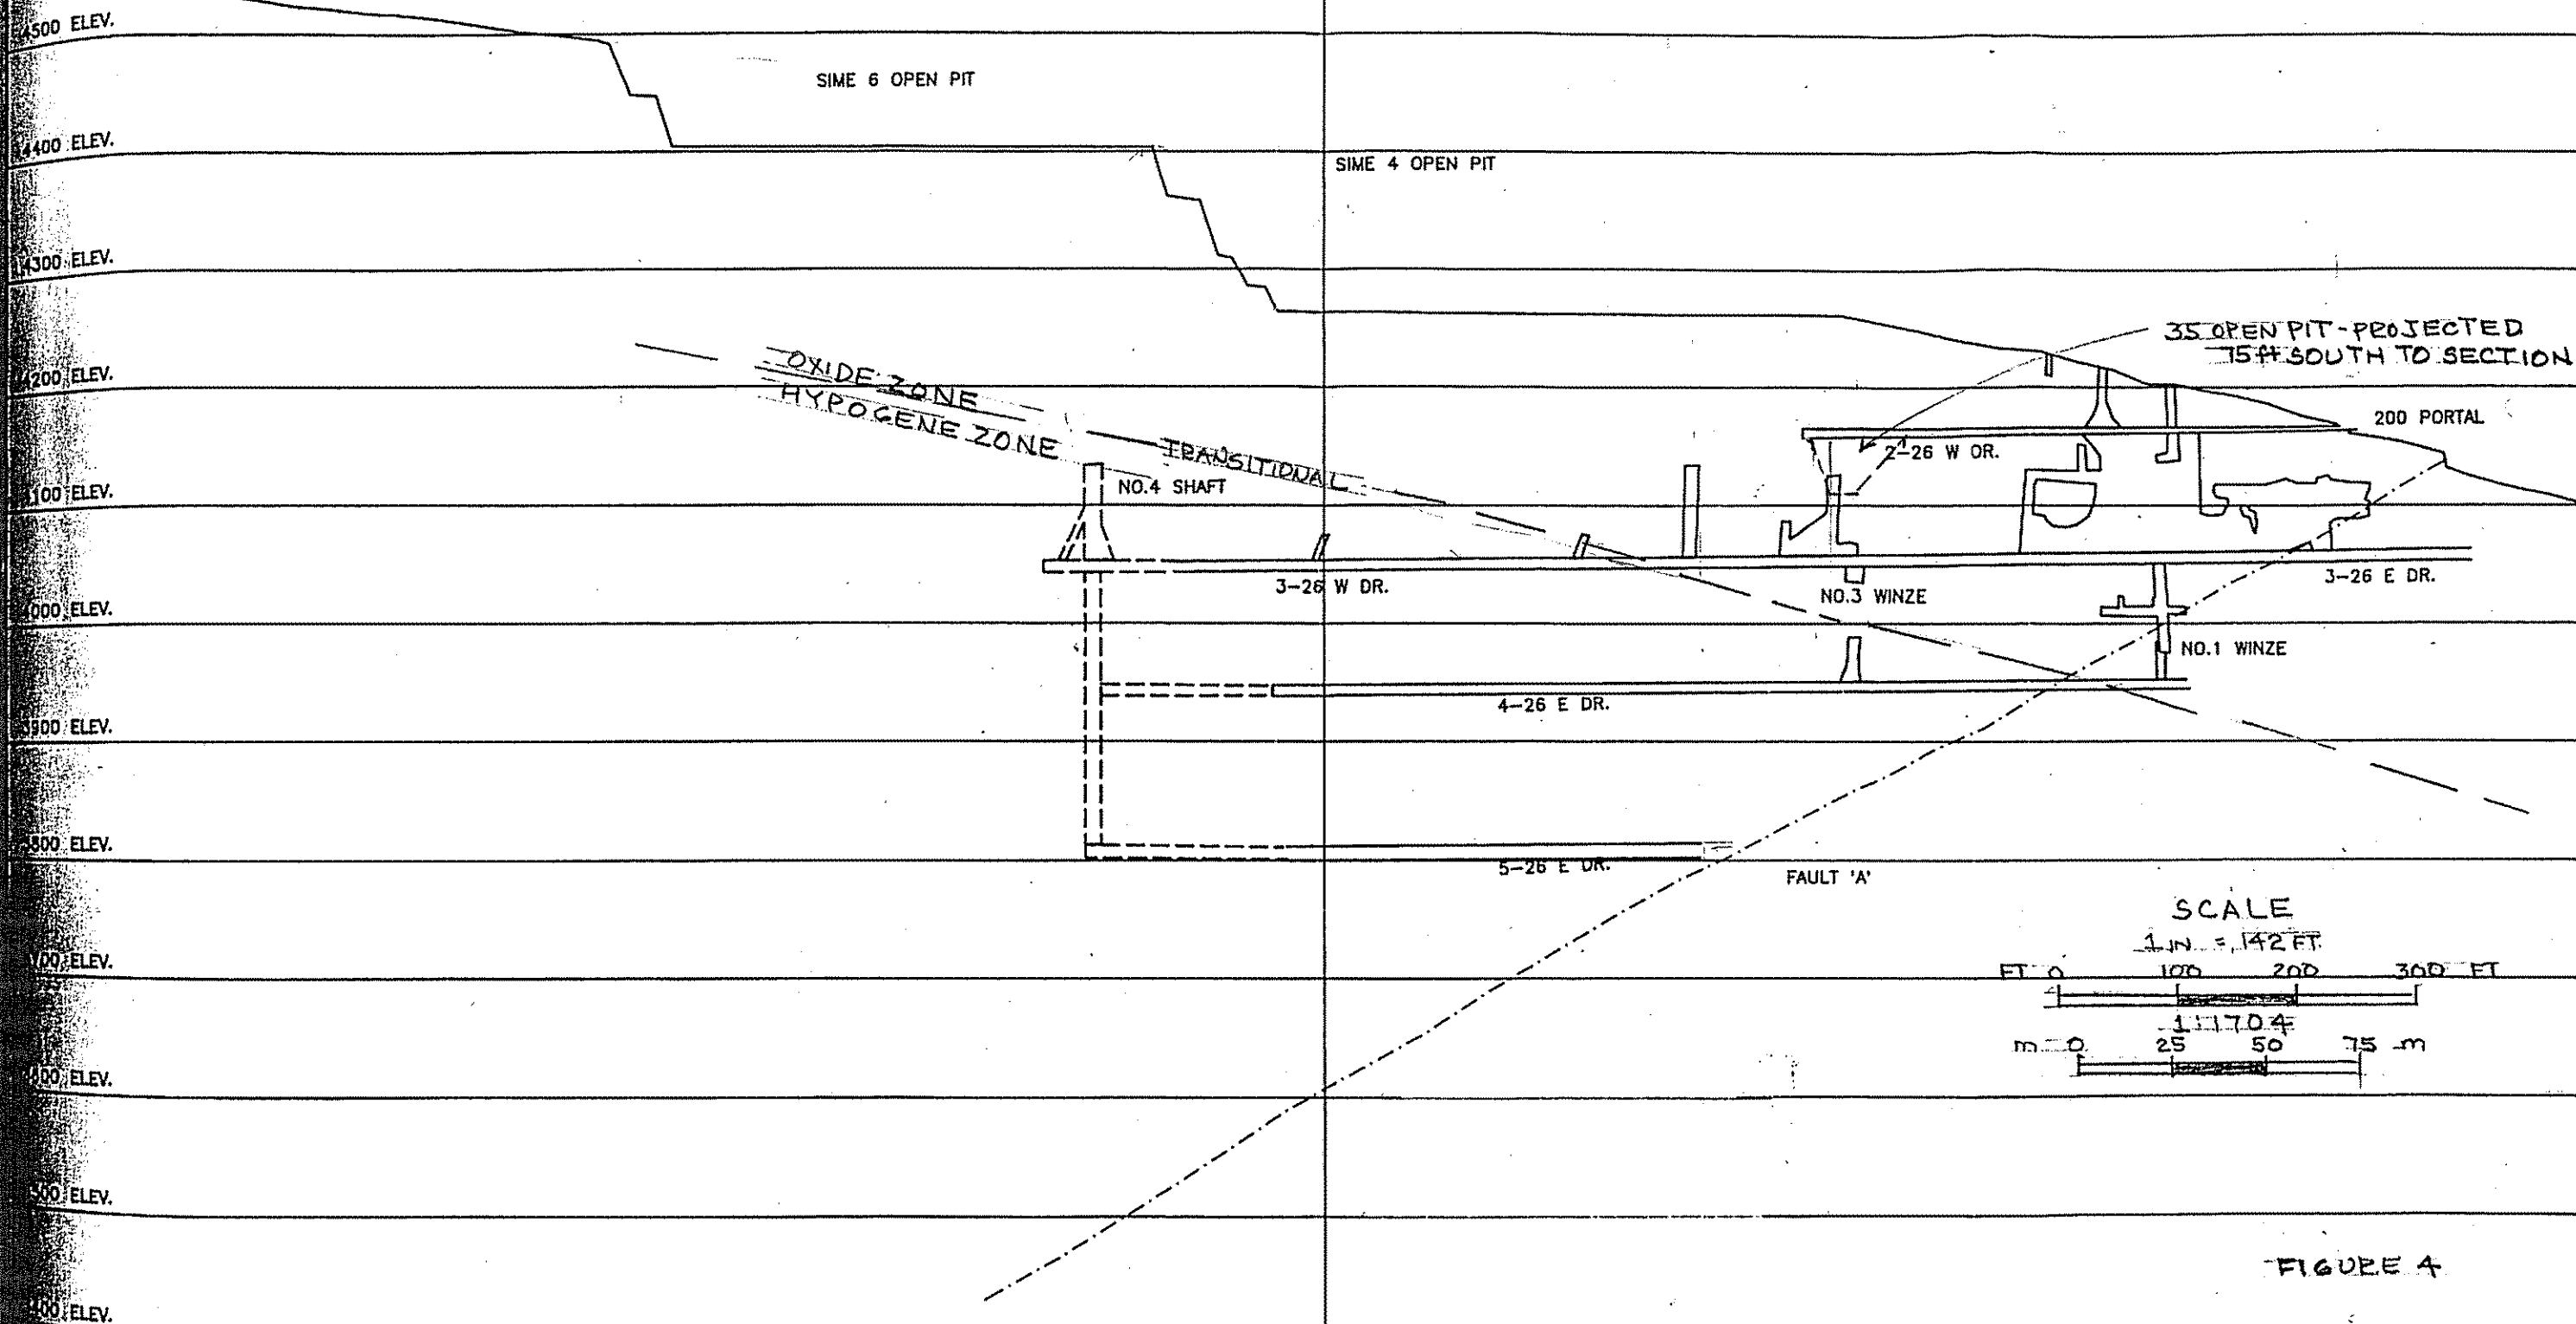 4500 ELEV.
SIME 6 OPEN PIT
4400 ELEV.
SIME 4 OPEN PIT
4300 ELEV.
35 OPEN PIT-PROJECTED
75 ft SOUTH TO SECTION
OXIDE ZONE
HYPOGENE ZONE
4200 ELEV.
TRANSITIONAL
200 PORTAL
2-26 W DR.
NO.4 SHAFT
4100 ELEV.
3-26 W DR.
NO.3 WINZE
3-26 E DR.
4000 ELEV.
NO.1 WINZE
4-26 E DR.
3900 ELEV.
3800 ELEV.
5-26 E DR.
FAULT 'A'
SCALE
1 IN = 142 FT.
ELEV.
FT 0 100 200 300 FT
1:1704
m 0 25 50 75 m
ELEV.
ELEV.
FIGURE 4
ELEV.